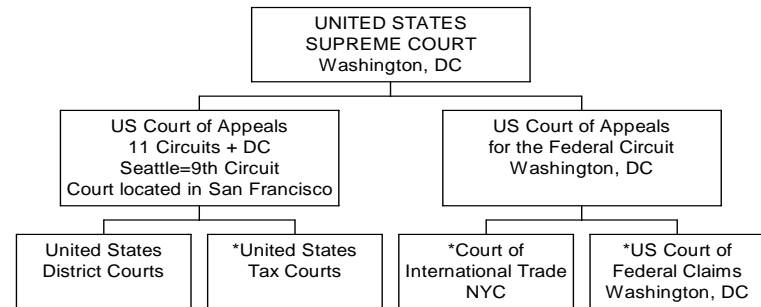 UNITED STATES
SUPREME COURT
Washington, DC
US Court of Appeals
11 Circuits + DC
Seattle=9th Circuit
Court located in San Francisco
US Court of Appeals
for the Federal Circuit
Washington, DC
United States
District Courts
*United States
Tax Courts
*Court of
International Trade
NYC
*US Court of
Federal Claims
Washington, DC